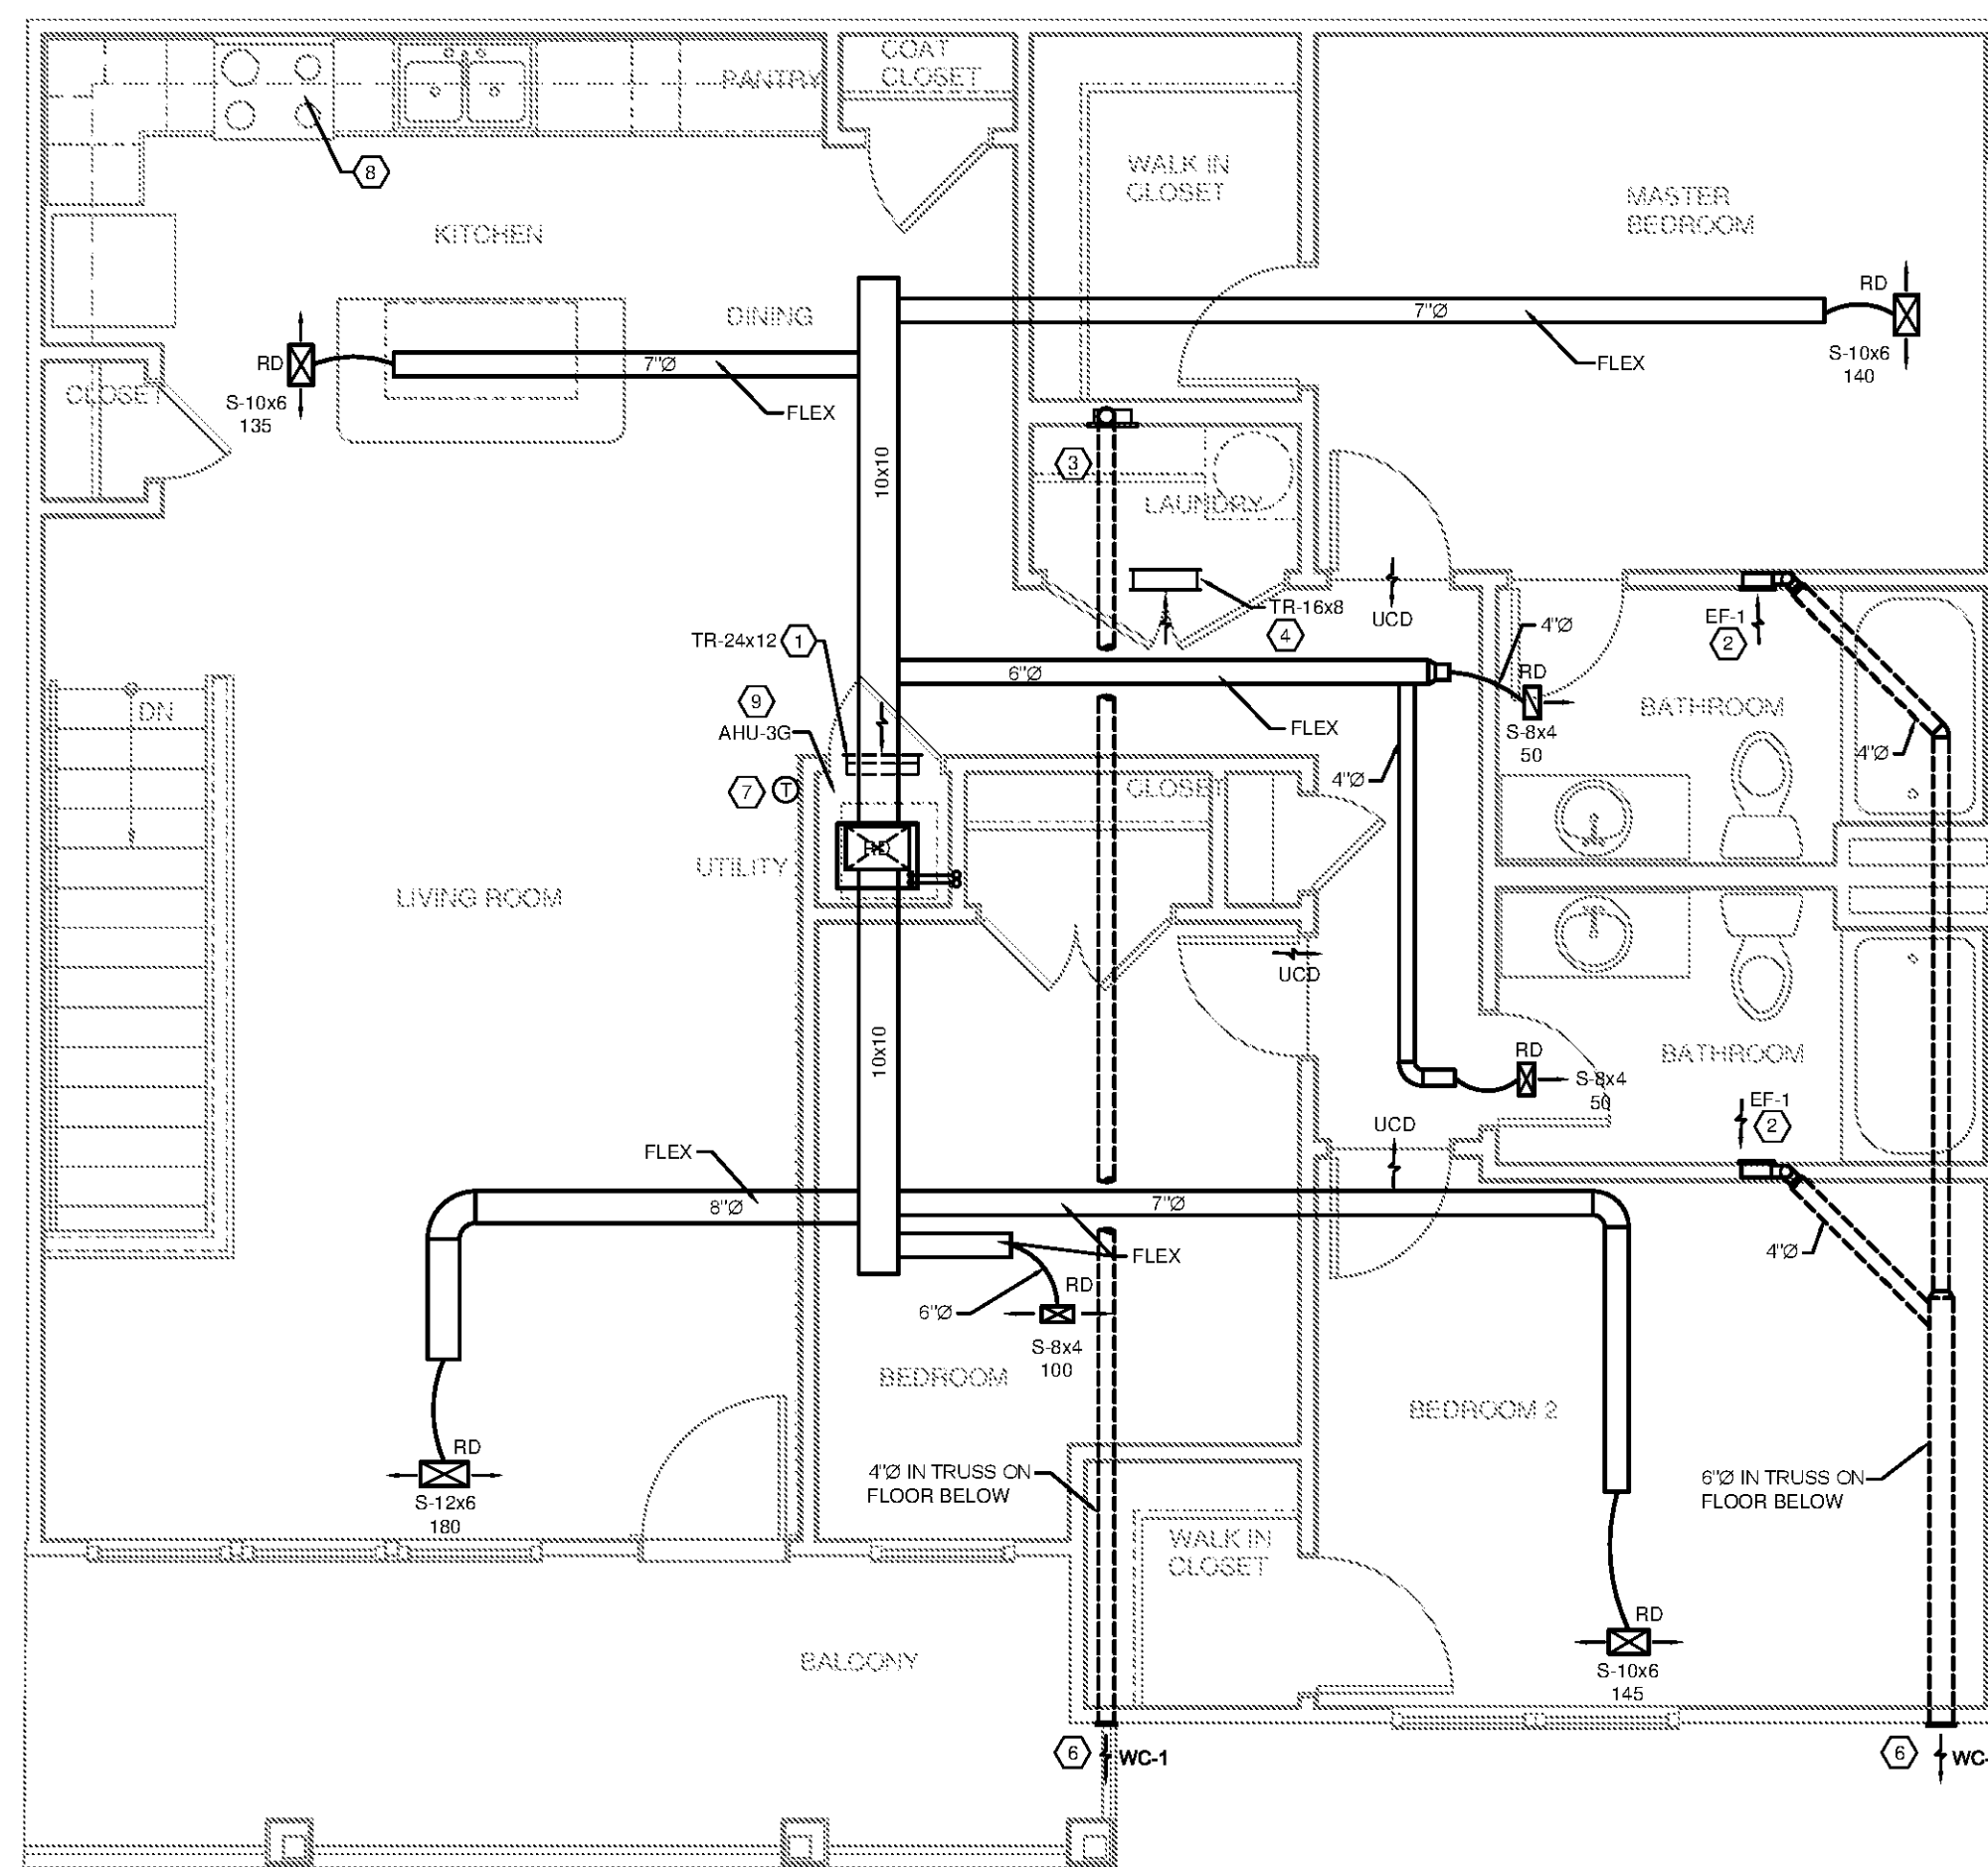 COAT
CLOSET
PANTRY
8
WALK IN
CLOSET
MASTER
BEDROOM
KITCHEN
DINING
RD
S-10x6
135
7"Ø
FLEX
7"Ø
FLEX
RD
S-10x6
140
CLOSET
10x10
3
LAUNDRY
TR-16x8
4
UCD
4"Ø
EF-1
2
TR-24x12
1
9
AHU-3G
7
T
6"Ø
FLEX
RD
S-8x4
50
BATHROOM
4"Ø
4"Ø
DN
CLOSET
UTILITY
RD
LIVING ROOM
UCD
10x10
BATHROOM
RD
S-8x4
50
EF-1
2
UCD
FLEX
8"Ø
7"Ø
FLEX
4"Ø
6"Ø
RD
S-8x4
100
BEDROOM
BEDROOM 2
RD
S-12x6
180
4"Ø IN TRUSS ON
FLOOR BELOW
6"Ø IN TRUSS ON
FLOOR BELOW
WALK IN
CLOSET
RD
S-10x6
145
BALCONY
6
WC-1
6
WC-